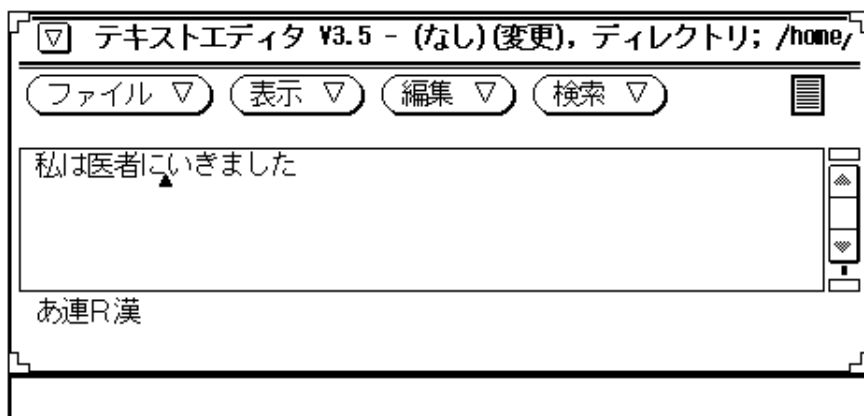 テキストエディタ V3.5 - (なし)(変更), ディレクトリ; /home/
ファイル ▽ 表示 ▽ 編集 ▽ 検索 ▽
私は医者にいきました
あ連R漢